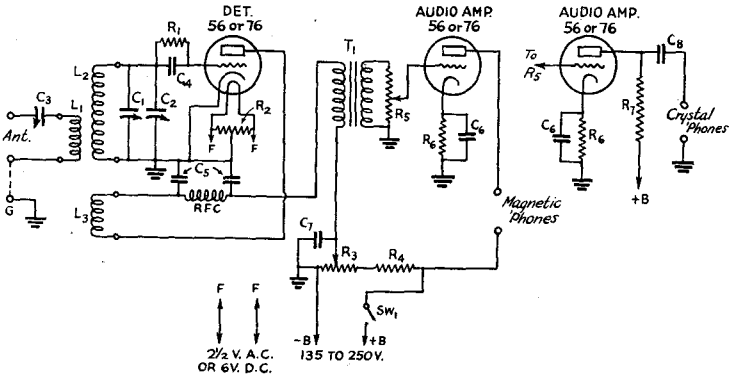 DET.
56 or 76
AUDIO AMP.
56 or 76
AUDIO AMP.
56 or 76
R1
T1
C8
L2
C4
To
R5
C3
L1
C1
C2
R2
R5
R7
Ant.
F
F
R6
C6
C6
R6
Crystal
'Phones
C5
+B
G
L3
RFC
Magnetic
'phones
C7
R3
R4
F
F
SW1
-B
+B
2½ V. A.C.
OR 6V. D.C.
135 TO 250V.